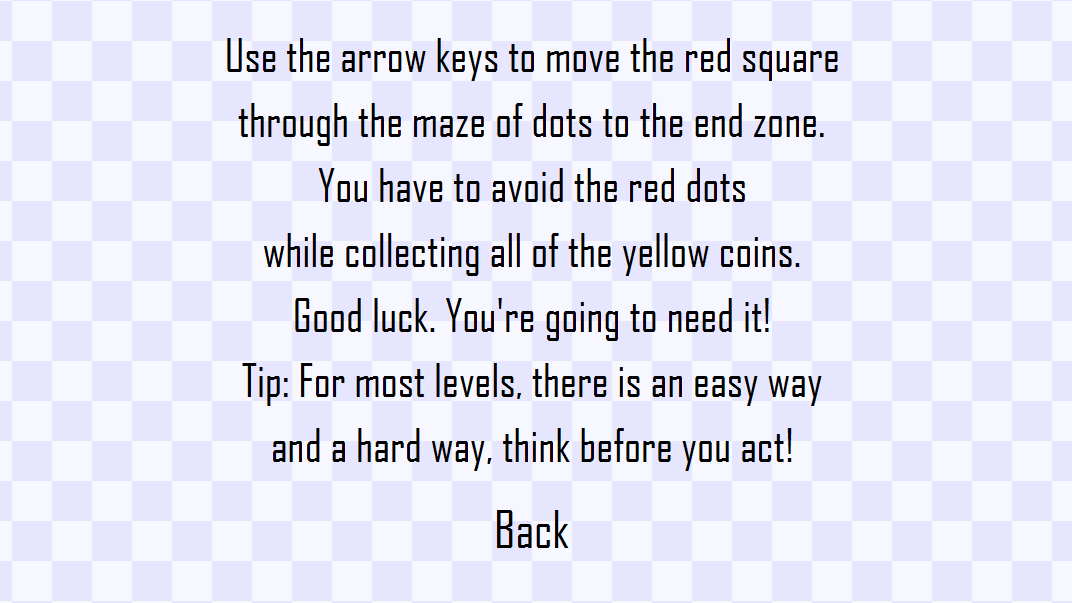 Use the arrow keys to move the red square
through the maze of dots to the end zone.
You have to avoid the red dots
while collecting all of the yellow coins.
Good luck. You're going to need it!
Tip: For most levels, there is an easy way
and a hard way, think before you act!
Back